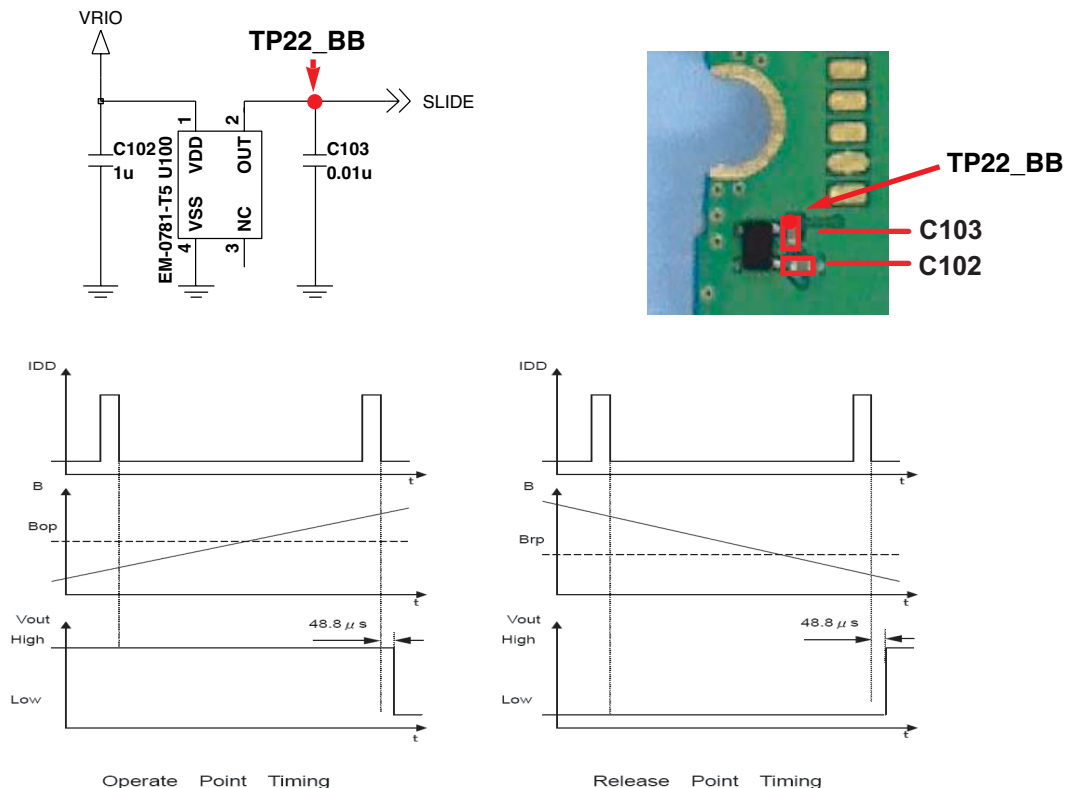 VRIO
TP22_BB
SLIDE
1
2
C102
1u
VDD
OUT
EM-0781-T5 U100
C103
0.01u
VSS
NC
4
3
TP22_BB
C103
C102
IDD
t
B
Bop
t
Vout
High
48.8 μ s
Low
t
Operate Point Timing
IDD
t
B
Brp
t
Vout
High
48.8 μ s
Low
t
Release Point Timing